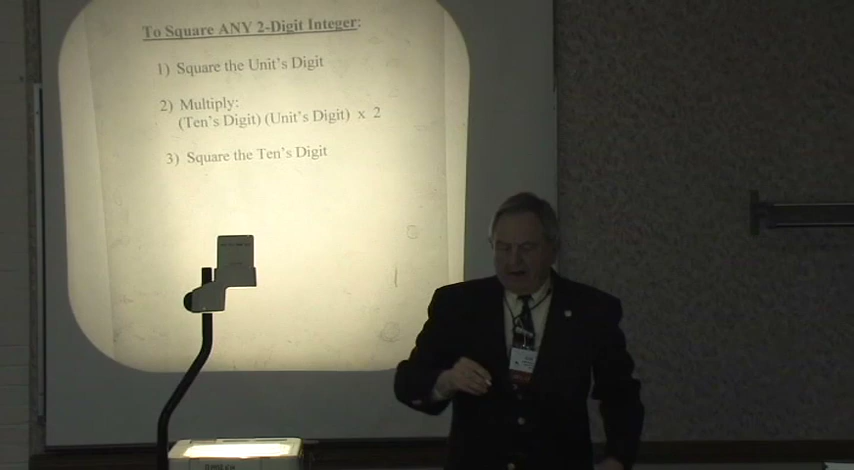 To Square ANY 2-Digit Integer:
1) Square the Unit's Digit
2) Multiply:
(Ten's Digit) (Unit's Digit) x 2
3) Square the Ten's Digit